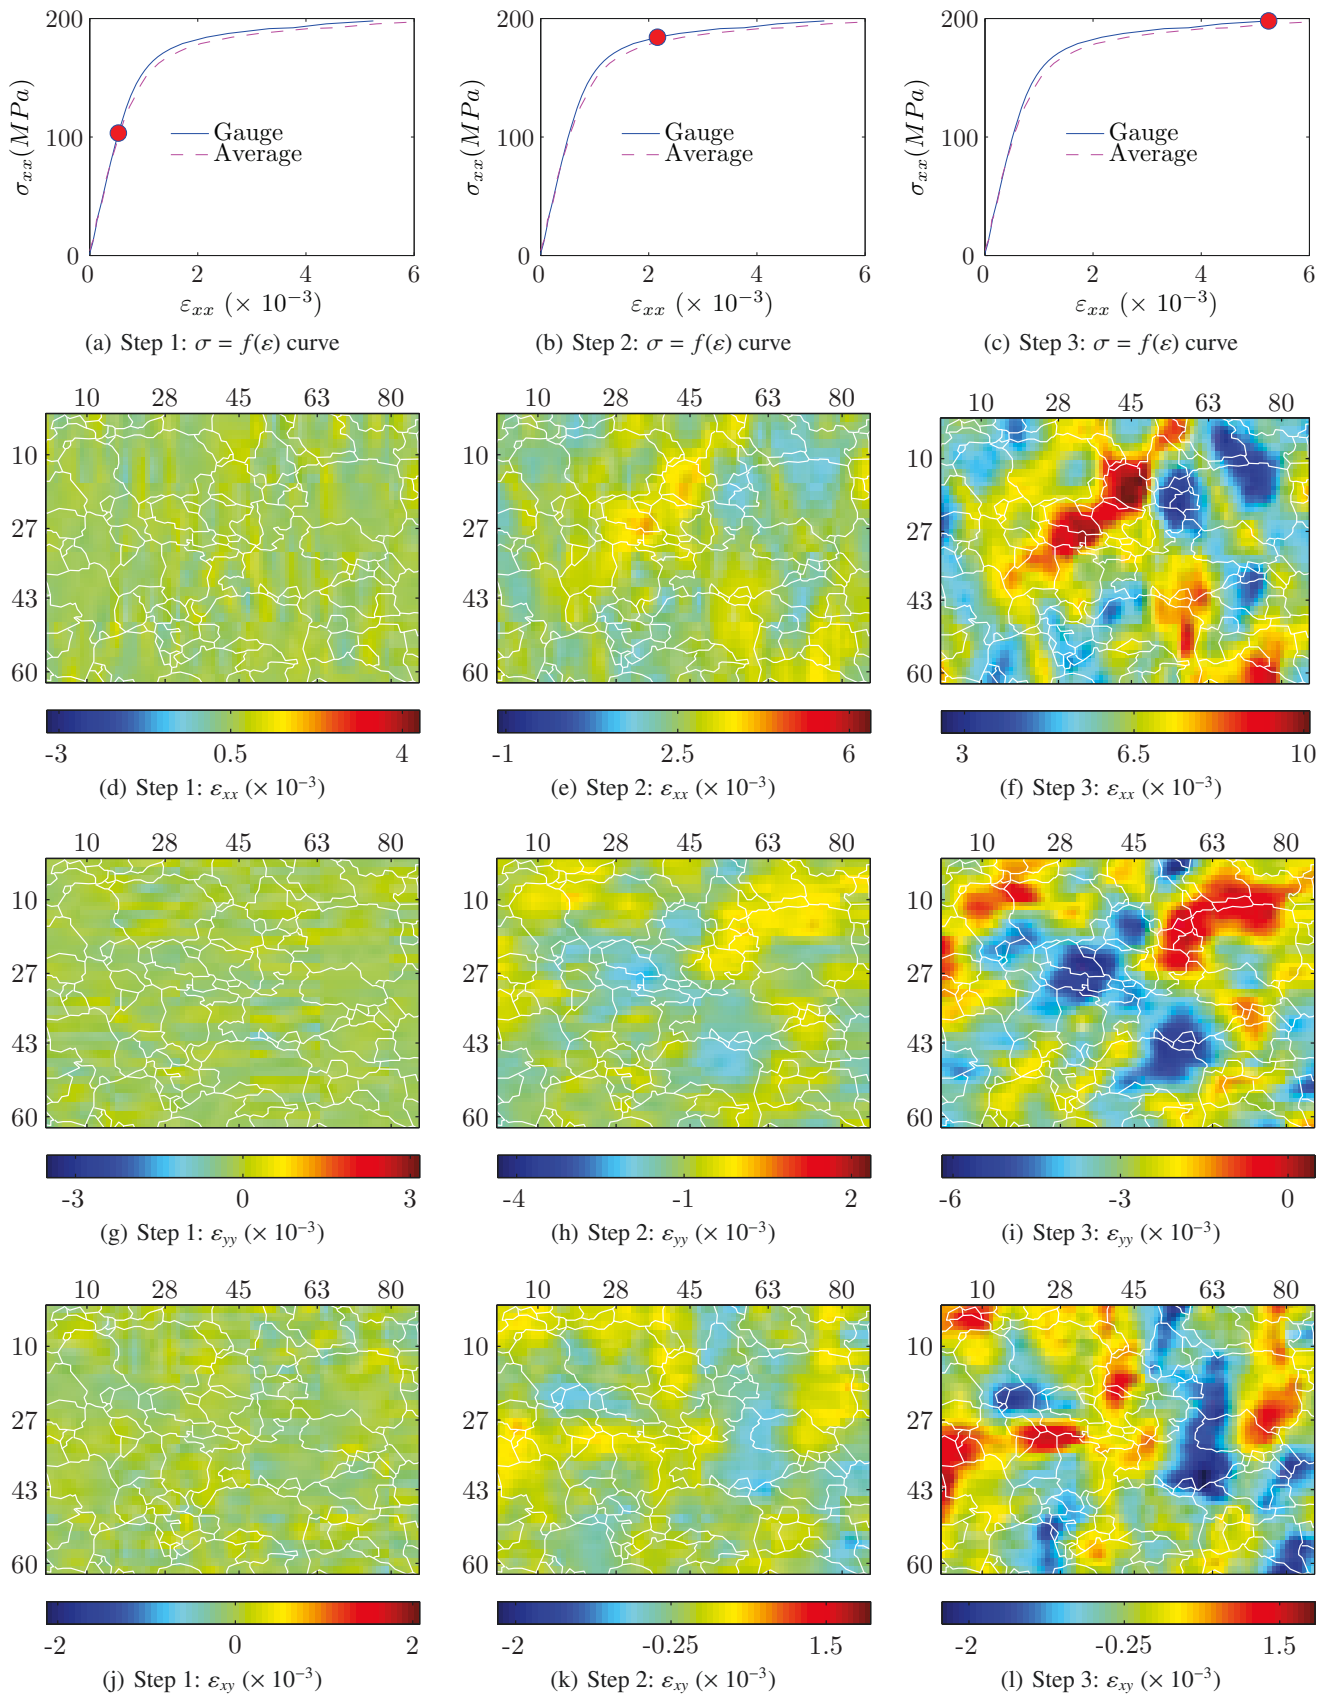 200 200 200
σxx(MPa) σxx(MPa) σxx(MPa)
100 Gauge 100 Gauge 100 Gauge
Average Average Average
0 0 0
0 2 4 6 0 2 4 6 0 2 4 6
εxx (× 10−3) εxx (× 10−3) εxx (× 10−3)
(a) Step 1: σ = f(ε) curve (b) Step 2: σ = f(ε) curve (c) Step 3: σ = f(ε) curve
10 28 45 63 80 10 28 45 63 80 10 28 45 63 80
10 10 10
27 27 27
43 43 43
60 60 60
-3 0.5 4 -1 2.5 6 3 6.5 10
(d) Step 1: εxx (× 10−3) (e) Step 2: εxx (× 10−3) (f) Step 3: εxx (× 10−3)
10 28 45 63 80 10 28 45 63 80 10 28 45 63 80
10 10 10
27 27 27
43 43 43
60 60 60
-3 0 3 -4 -1 2 -6 -3 0
(g) Step 1: εyy (× 10−3) (h) Step 2: εyy (× 10−3) (i) Step 3: εyy (× 10−3)
10 28 45 63 80 10 28 45 63 80 10 28 45 63 80
10 10 10
27 27 27
43 43 43
60 60 60
-2 0 2 -2 -0.25 1.5 -2 -0.25 1.5
(j) Step 1: εxy (× 10−3) (k) Step 2: εxy (× 10−3) (l) Step 3: εxy (× 10−3)